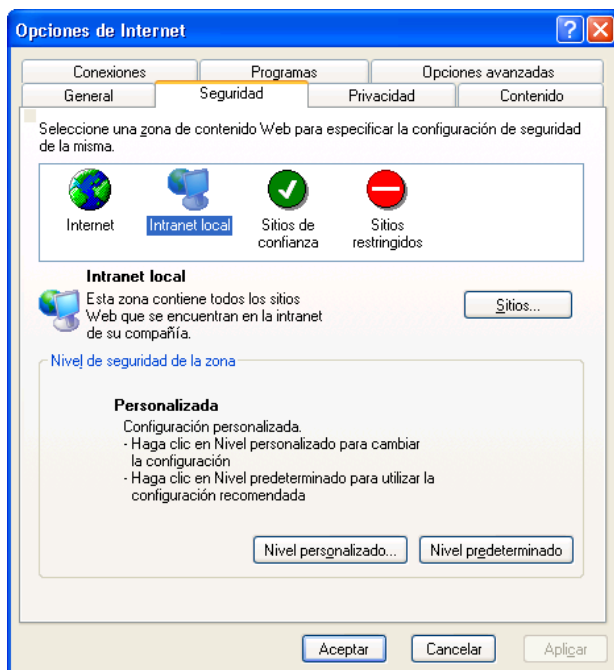 Opciones de Internet
Conexiones Programas Opciones avanzadas
General Seguridad Privacidad Contenido
Seleccione una zona de contenido Web para especificar la configuración de seguridad
de la misma.
Internet Intranet local Sitios de Sitios
confianza restringidos
Intranet local
Esta zona contiene todos los sitios
Web que se encuentran en la intranet
de su compañía.
Sitios...
Nivel de seguridad de la zona
Personalizada
Configuración personalizada.
- Haga clic en Nivel personalizado para cambiar
la configuración
- Haga clic en Nivel predeterminado para utilizar la
configuración recomendada
Nivel personalizado... Nivel predeterminado
Aceptar Cancelar Aplicar